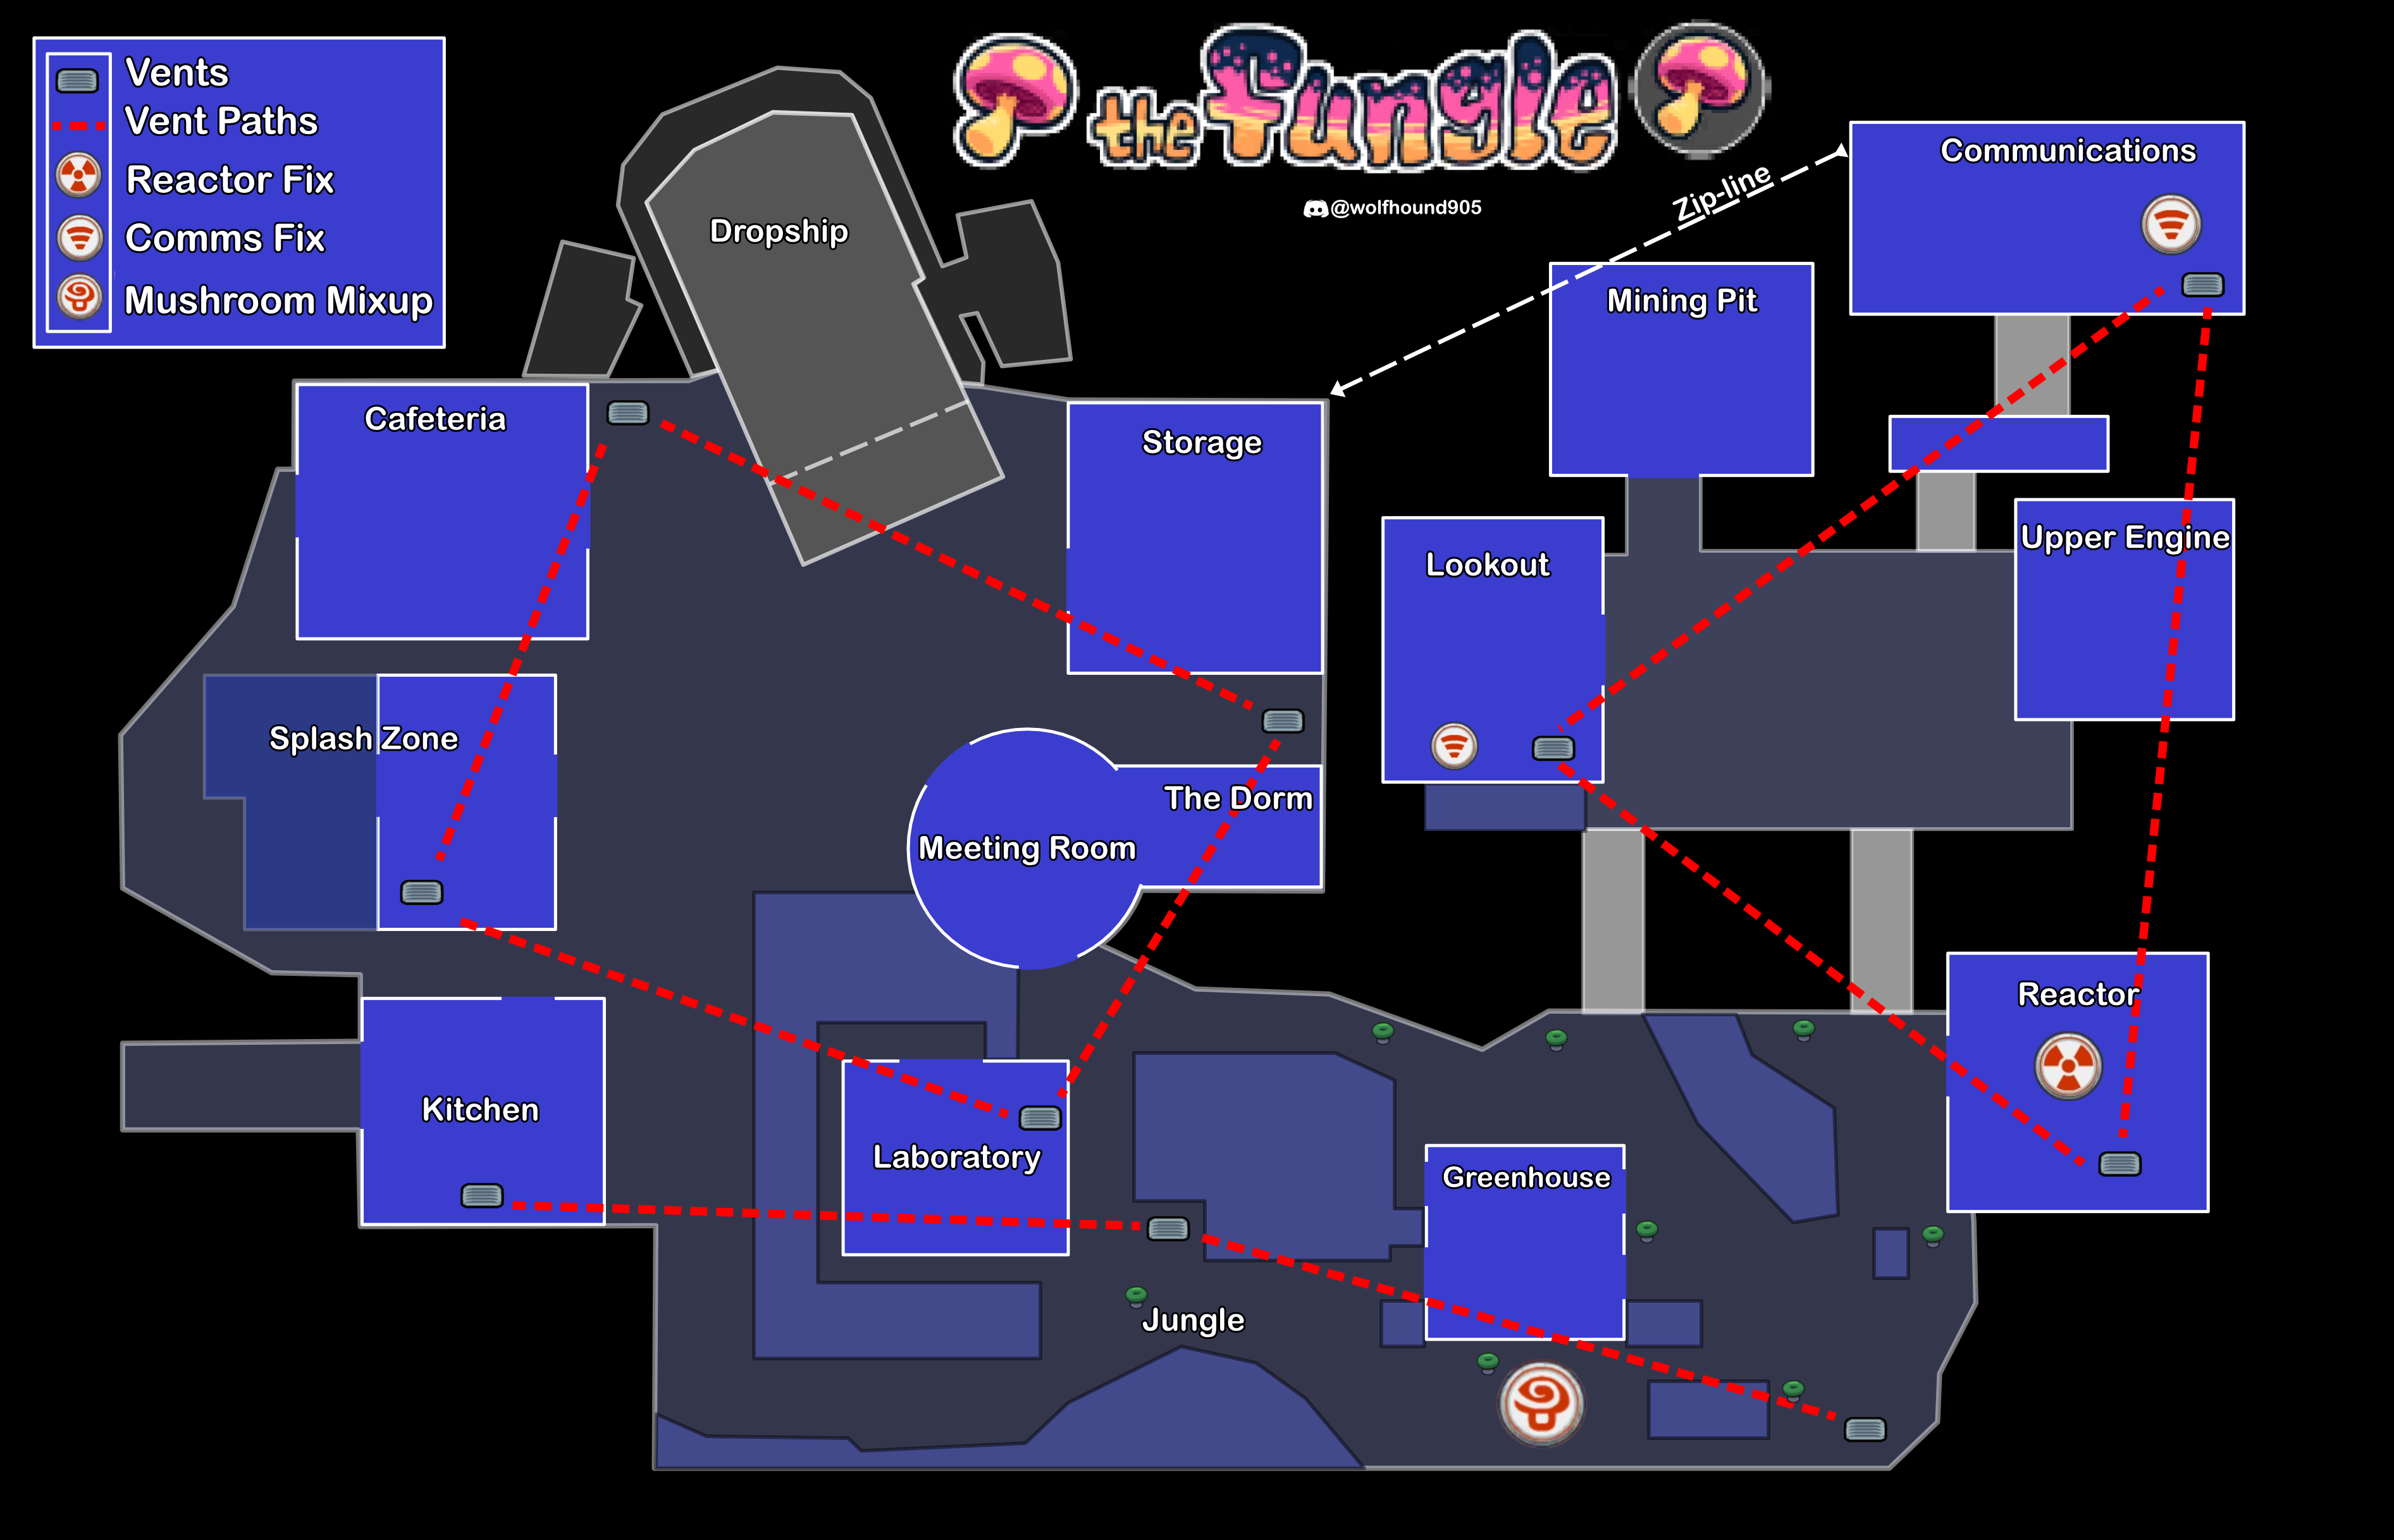 Vents
Vent Paths
Reactor Fix
Comms Fix
Mushroom Mixup
the Fungle
@wolfhound905
Zip-line
Communications
Dropship
Mining Pit
Cafeteria
Storage
Upper Engine
Lookout
Splash Zone
The Dorm
Meeting Room
Reactor
Kitchen
Laboratory
Greenhouse
Jungle